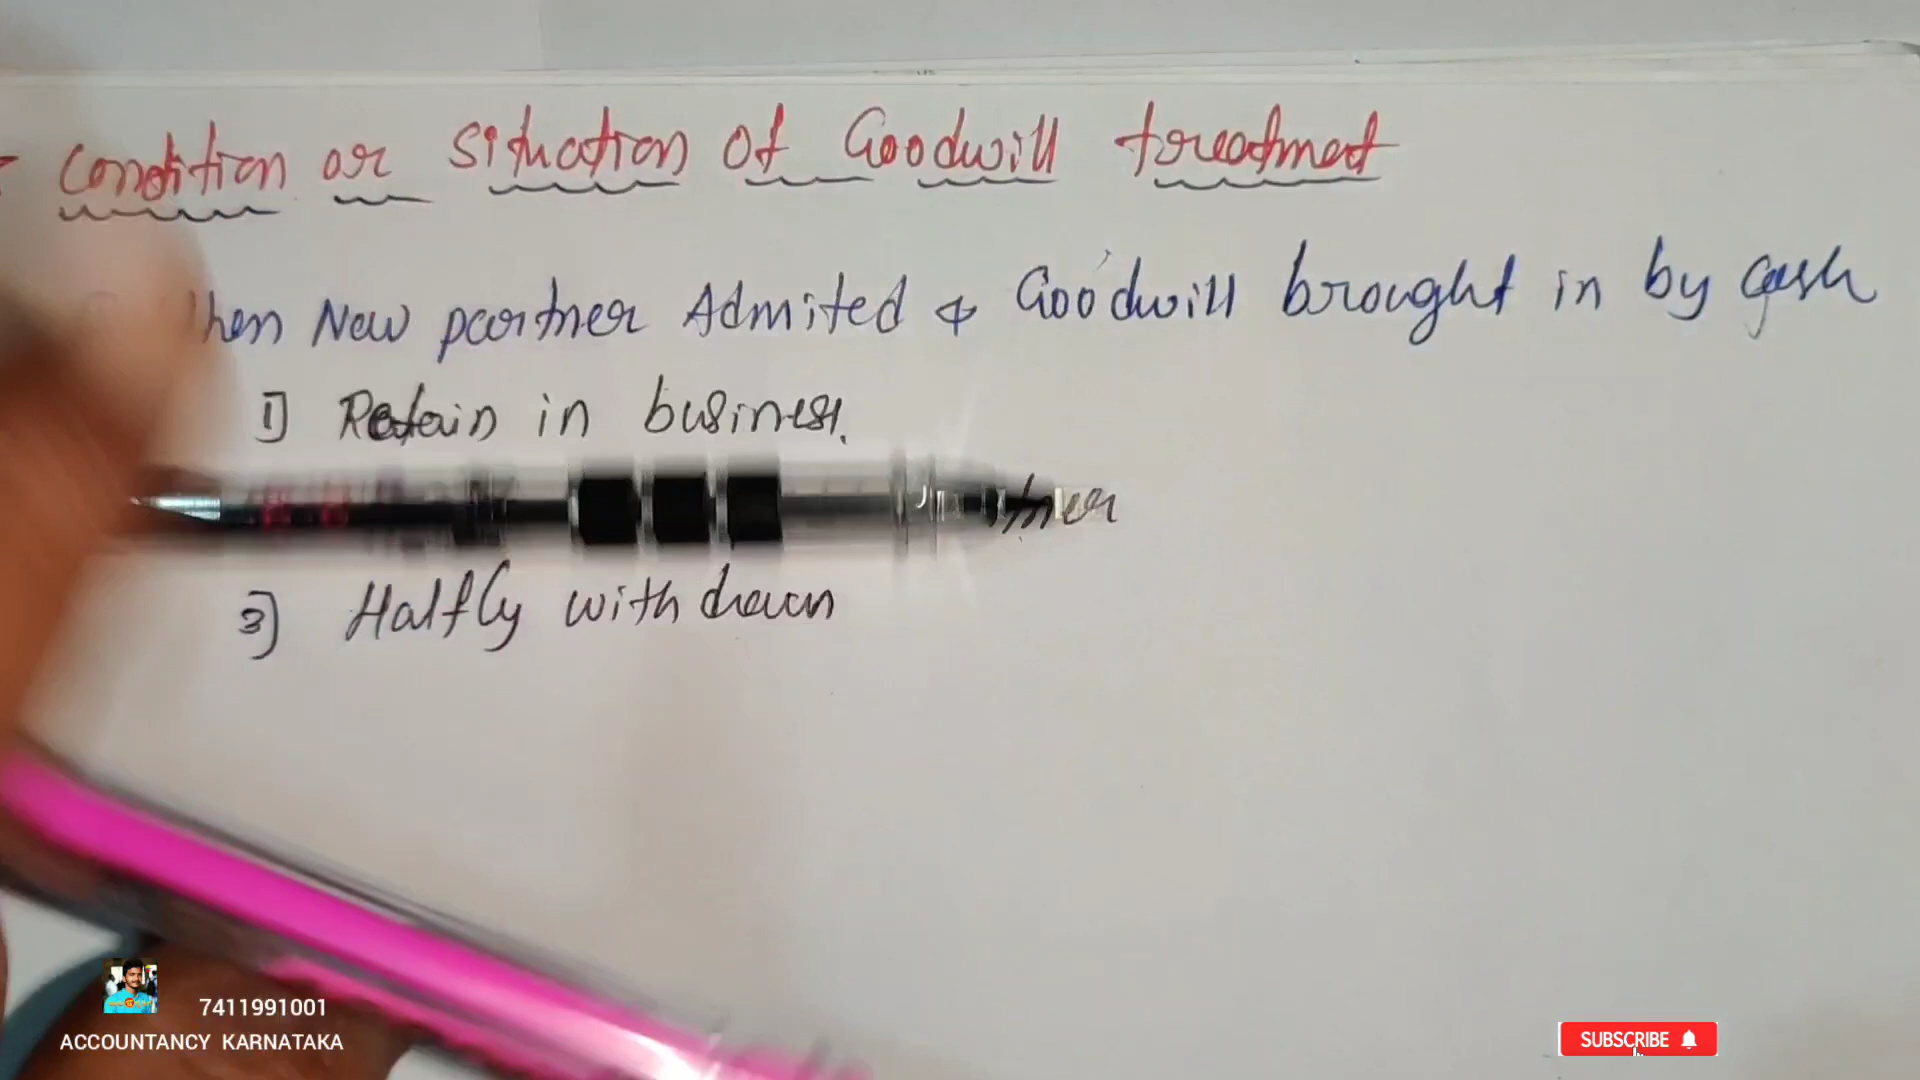 Condition or situation of Goodwill treatment
New partner Admited & Goodwill brought in by cash
1) Retain in business.
3) Halfly withdrawn
7411991001
ACCOUNTANCY KARNATAKA
SUBSCRIBE